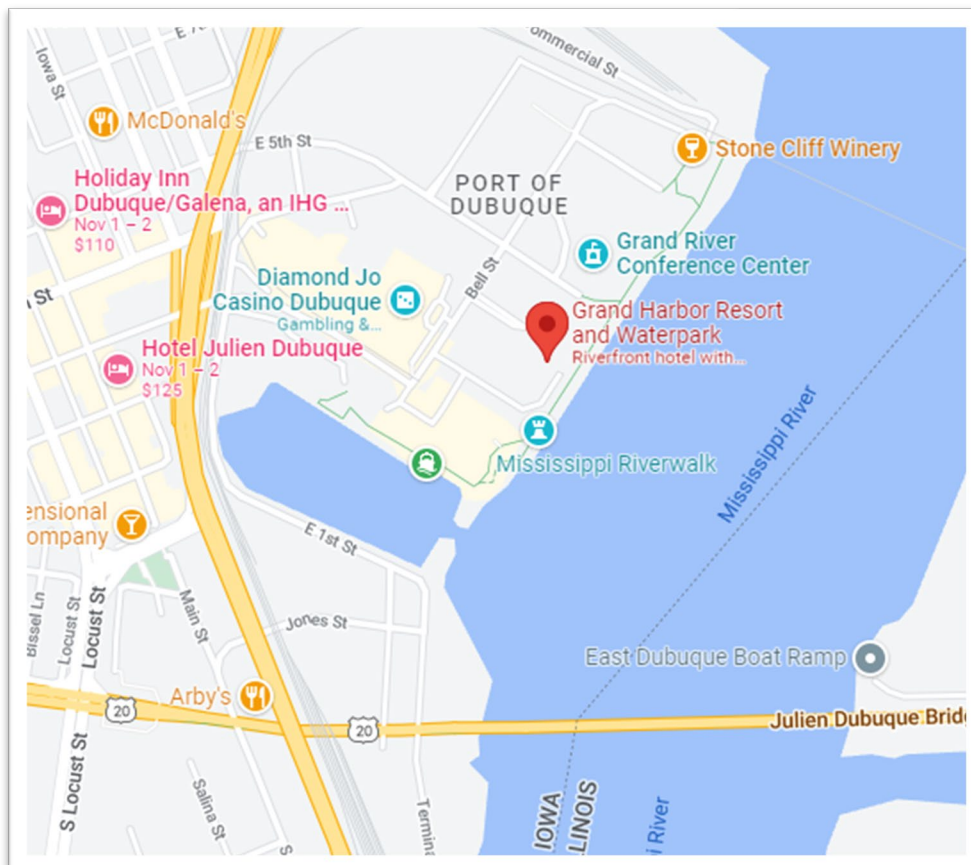 ommercial St
E 7
Iowa St
McDonald's
E 5th St
Stone Cliff Winery
PORT OF
DUBUQUE
Holiday Inn
Dubuque/Galena, an IHG ...
Nov 1 – 2
$110
Grand River
Conference Center
Bell St
Diamond Jo
Casino Dubuque
Gambling &...
St
Grand Harbor Resort
and Waterpark
Riverfront hotel with...
Hotel Julien Dubuque
Nov 1 – 2
$125
Mississippi River
Mississippi Riverwalk
ensional
ompany
E 1st St
Bissel Ln
Locust St
Locust St
Main St
Jones St
East Dubuque Boat Ramp
Arby's
20
20
Julien Dubuque Bridg
S Locust St
Salina St
S
Termina
IOWA
LINOIS
i River